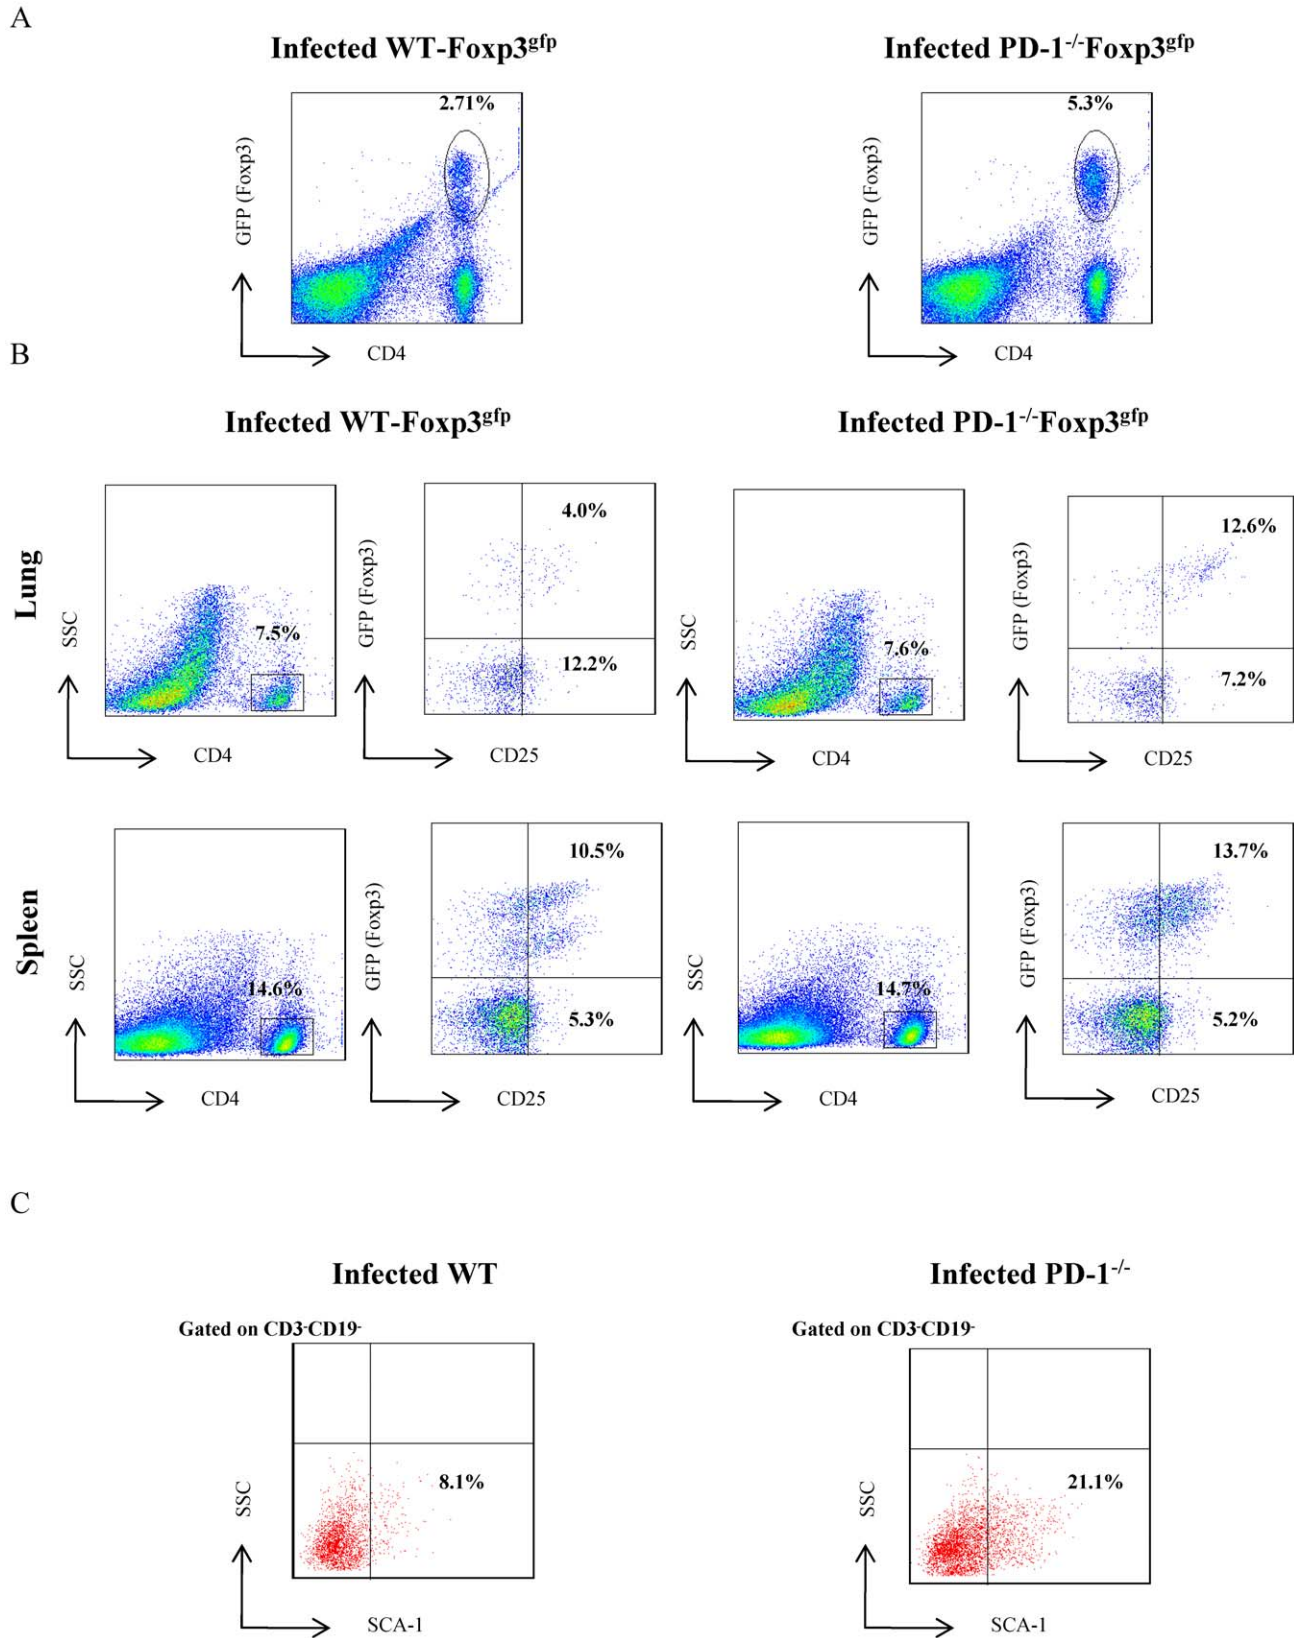 A
Infected WT-Foxp3gfp
Infected PD-1-/-Foxp3gfp
2.71%
5.3%
GFP (Foxp3)
GFP (Foxp3)
CD4
CD4
B
Infected WT-Foxp3gfp
Infected PD-1-/-Foxp3gfp
Lung
SSC
7.5%
CD4
GFP (Foxp3)
4.0%
12.2%
CD25
SSC
7.6%
CD4
GFP (Foxp3)
12.6%
7.2%
CD25
Spleen
SSC
14.6%
CD4
GFP (Foxp3)
10.5%
5.3%
CD25
SSC
14.7%
CD4
GFP (Foxp3)
13.7%
5.2%
CD25
C
Infected WT
Infected PD-1-/-
Gated on CD3-CD19-
Gated on CD3-CD19-
SSC
8.1%
SCA-1
SSC
21.1%
SCA-1